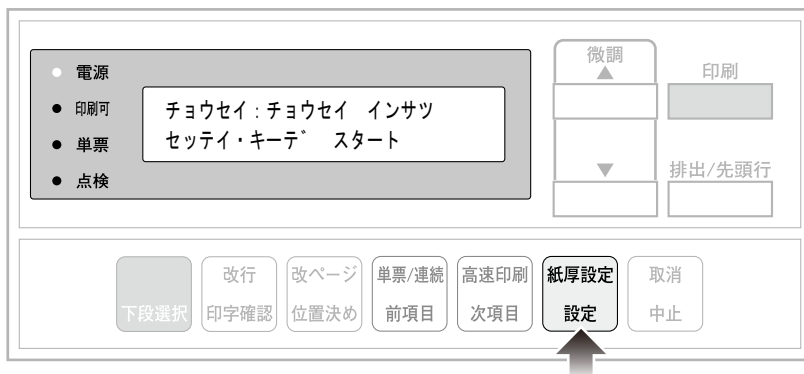 電源
印刷可
単票
点検
チョウセイ:チョウセイ インサツ
セッテイ・キーデ゛ スタート
微調
▲
▼
印刷
排出/先頭行
下段選択
改行
印字確認
改ページ
位置決め
単票/連続
前項目
高速印刷
次項目
紙厚設定
設定
取消
中止